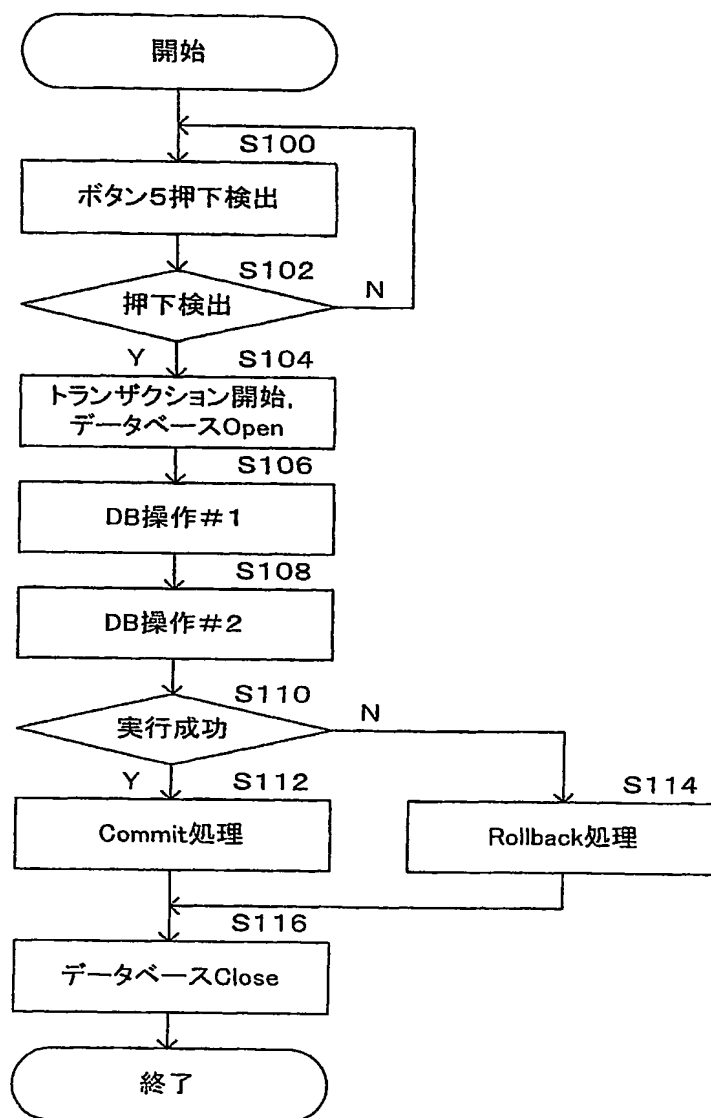 開始
S100
ボタン5押下検出
S102
押下検出
N
Y
S104
トランザクション開始,
データベースOpen
S106
DB操作#1
S108
DB操作#2
S110
実行成功
N
Y
S112
Commit処理
S114
Rollback処理
S116
データベースClose
終了